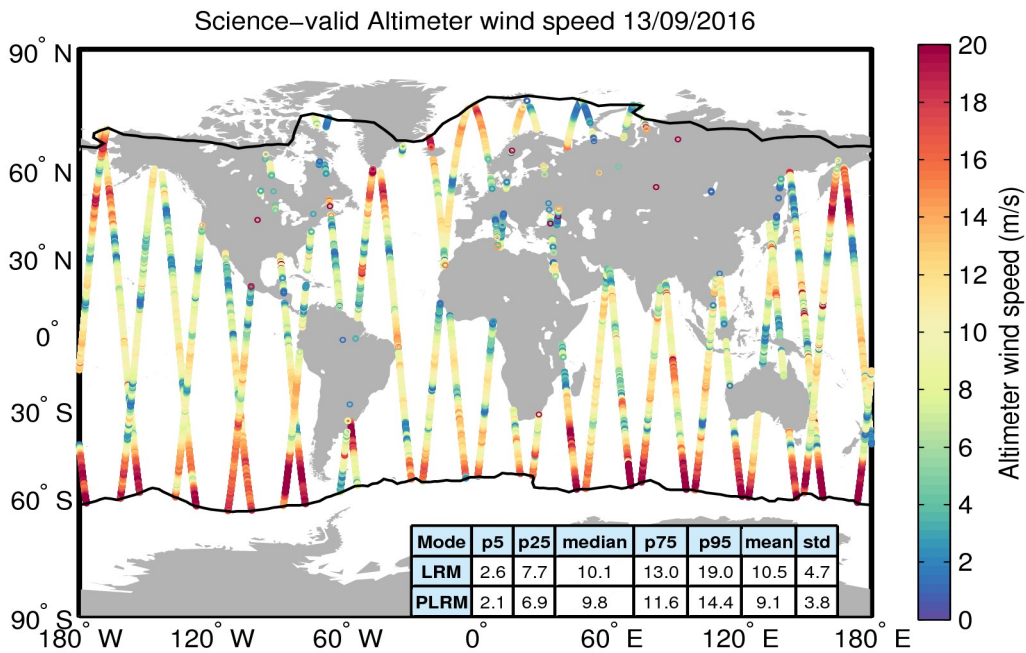 Science−valid Altimeter wind speed 13/09/2016
90° N
60° N
30° N
0°
30° S
60° S
90° S
180° W
120° W
60° W
0°
60° E
120° E
180° E
20
18
16
14
12
10
8
6
4
2
0
Altimeter wind speed (m/s)
Mode p5 p25 median p75 p95 mean std
LRM 2.6 7.7 10.1 13.0 19.0 10.5 4.7
PLRM 2.1 6.9 9.8 11.6 14.4 9.1 3.8